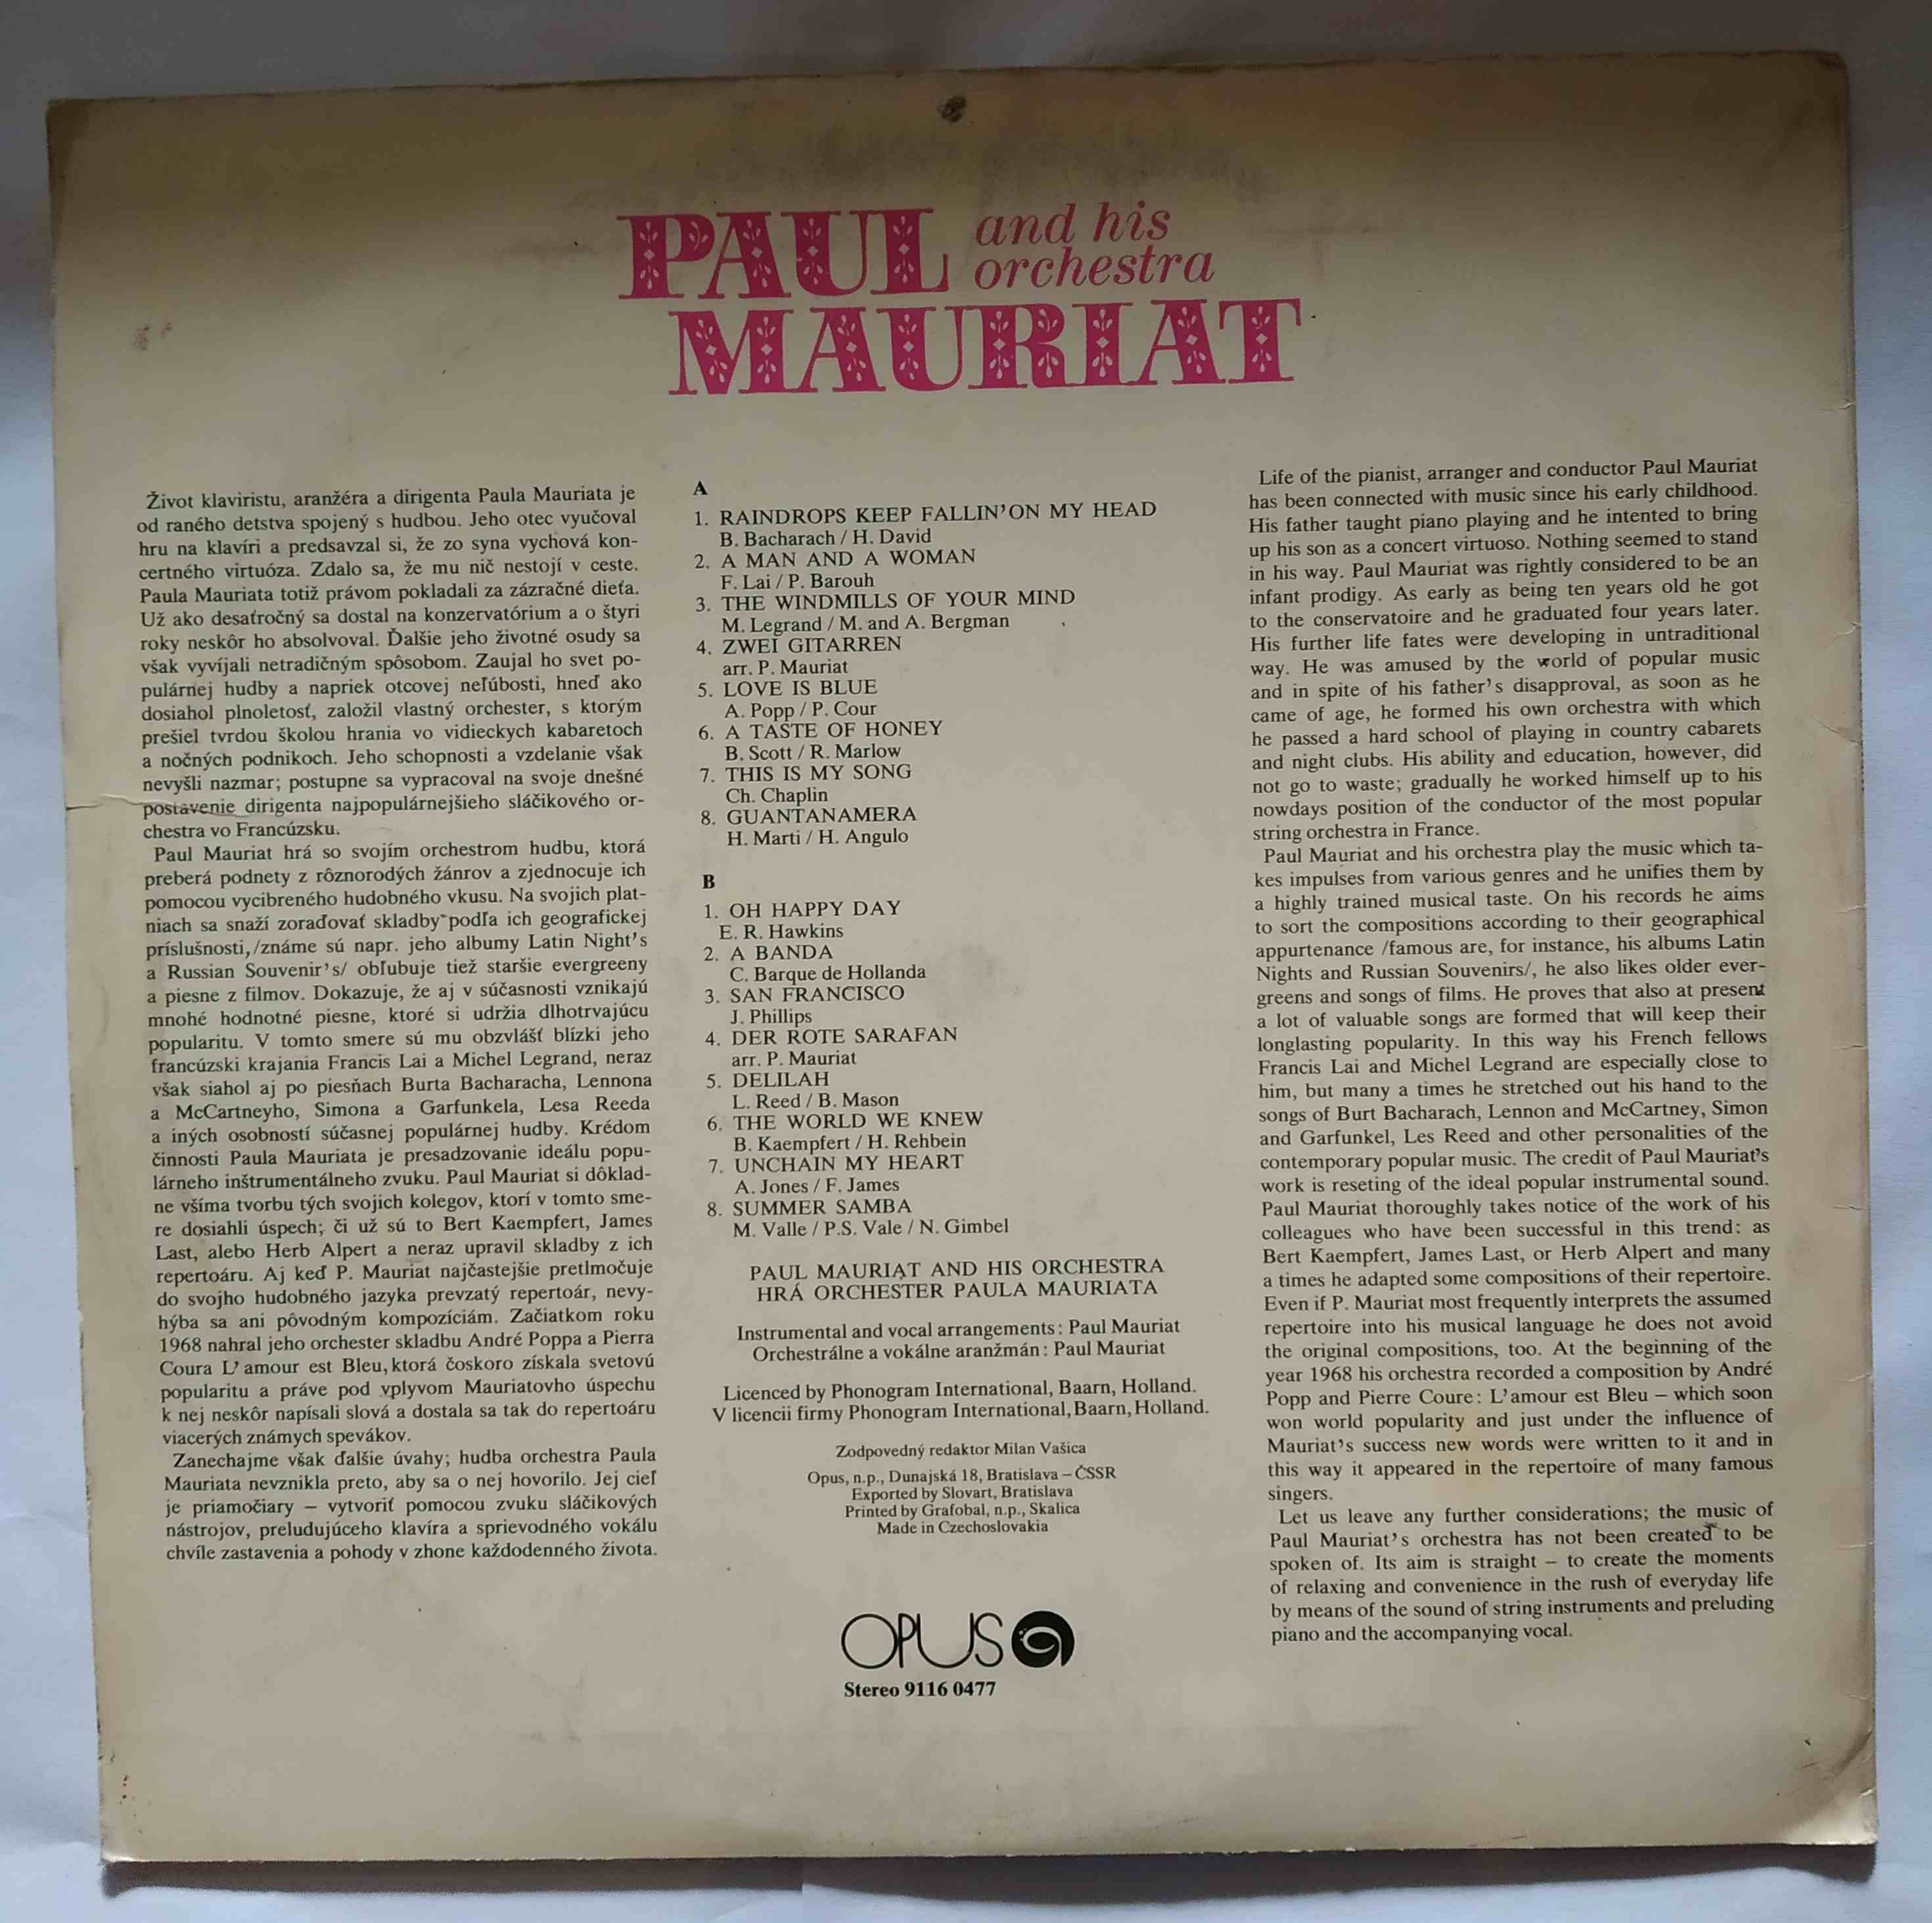 PAUL and his
orchestra
MAURIAT
Život klaviristu, aranžéra a dirigenta Paula Mauriata je
od raného detstva spojený s hudbou. Jeho otec vyučoval
hru na klavíri a predsavzal si, že zo syna vychová kon-
certného virtuóza. Zdalo sa, že mu nič nestojí v ceste.
Paula Mauriata totiž právom pokladali za zázračné dieťa.
Už ako desaťročný sa dostal na konzervatórium a o štyri
roky neskôr ho absolvoval. Ďalšie jeho životné osudy sa
však vyvíjali netradičným spôsobom. Zaujal ho svet po-
pulárnej hudby a napriek otcovej neľúbosti, hneď ako
dosiahol plnoletosť, založil vlastný orchester, s ktorým
prešiel tvrdou školou hrania vo vidieckych kabaretoch
a nočných podnikoch. Jeho schopnosti a vzdelanie však
nevyšli nazmar; postupne sa vypracoval na svoje dnešné
postavenie dirigenta najpopulárnejšieho sláčikového or-
chestra vo Francúzsku.
Paul Mauriat hrá so svojím orchestrom hudbu, ktorá
preberá podnety z rôznorodých žánrov a zjednocuje ich
pomocou vycibreného hudobného vkusu. Na svojich plat-
niach sa snaží zoraďovať skladby podľa ich geografickej
príslušnosti, /známe sú napr. jeho albumy Latin Night's
a Russian Souvenir's/ obľubuje tiež staršie evergreeny
a piesne z filmov. Dokazuje, že aj v súčasnosti vznikajú
mnohé hodnotné piesne, ktoré si udržia dlhotrvajúcu
popularitu. V tomto smere sú mu obzvlášť blízki jeho
francúzski krajania Francis Lai a Michel Legrand, neraz
však siahol aj po piesňach Burta Bacharacha, Lennona
a McCartneyho, Simona a Garfunkela, Lesa Reeda
a iných osobností súčasnej populárnej hudby. Krédom
činnosti Paula Mauriata je presadzovanie ideálu popu-
lárneho inštrumentálneho zvuku. Paul Mauriat si dôklad-
ne všíma tvorbu tých svojich kolegov, ktorí v tomto sme-
re dosiahli úspech; či už sú to Bert Kaempfert, James
Last, alebo Herb Alpert a neraz upravil skladby z ich
repertoáru. Aj keď P. Mauriat najčastejšie pretlmočuje
do svojho hudobného jazyka prevzatý repertoár, nevy-
hýba sa ani pôvodným kompozíciám. Začiatkom roku
1968 nahral jeho orchester skladbu André Poppa a Pierra
Coura L'amour est Bleu, ktorá čoskoro získala svetovú
popularitu a práve pod vplyvom Mauriatovho úspechu
k nej neskôr napísali slová a dostala sa tak do repertoáru
viacerých známych spevákov.
Zanechajme však ďalšie úvahy; hudba orchestra Paula
Mauriata nevznikla preto, aby sa o nej hovorilo. Jej cieľ
je priamočiary – vytvoriť pomocou zvuku sláčikových
nástrojov, preludujúceho klavíra a sprievodného vokálu
chvíle zastavenia a pohody v zhone každodenného života.
A
1. RAINDROPS KEEP FALLIN'ON MY HEAD
B. Bacharach / H. David
2. A MAN AND A WOMAN
F. Lai / P. Barouh
3. THE WINDMILLS OF YOUR MIND
M. Legrand / M. and A. Bergman
4. ZWEI GITARREN
arr. P. Mauriat
5. LOVE IS BLUE
A. Popp / P. Cour
6. A TASTE OF HONEY
B. Scott / R. Marlow
7. THIS IS MY SONG
Ch. Chaplin
8. GUANTANAMERA
H. Marti / H. Angulo
B
1. OH HAPPY DAY
E. R. Hawkins
2. A BANDA
C. Barque de Hollanda
3. SAN FRANCISCO
J. Phillips
4. DER ROTE SARAFAN
arr. P. Mauriat
5. DELILAH
L. Reed / B. Mason
6. THE WORLD WE KNEW
B. Kaempfert / H. Rehbein
7. UNCHAIN MY HEART
A. Jones / F. James
8. SUMMER SAMBA
M. Valle / P.S. Vale / N. Gimbel
PAUL MAURIAT AND HIS ORCHESTRA
HRÁ ORCHESTER PAULA MAURIATA
Instrumental and vocal arrangements: Paul Mauriat
Orchestrálne a vokálne aranžmán: Paul Mauriat
Licenced by Phonogram International, Baarn, Holland.
V licencii firmy Phonogram International, Baarn, Holland.
Zodpovedný redaktor Milan Vašica
Opus, n.p., Dunajská 18, Bratislava – ČSSR
Exported by Slovart, Bratislava
Printed by Grafobal, n.p., Skalica
Made in Czechoslovakia
OPUS
Stereo 9116 0477
Life of the pianist, arranger and conductor Paul Mauriat
has been connected with music since his early childhood.
His father taught piano playing and he intented to bring
up his son as a concert virtuoso. Nothing seemed to stand
in his way. Paul Mauriat was rightly considered to be an
infant prodigy. As early as being ten years old he got
to the conservatoire and he graduated four years later.
His further life fates were developing in untraditional
way. He was amused by the world of popular music
and in spite of his father's disapproval, as soon as he
came of age, he formed his own orchestra with which
he passed a hard school of playing in country cabarets
and night clubs. His ability and education, however, did
not go to waste; gradually he worked himself up to his
nowdays position of the conductor of the most popular
string orchestra in France.
Paul Mauriat and his orchestra play the music which ta-
kes impulses from various genres and he unifies them by
a highly trained musical taste. On his records he aims
to sort the compositions according to their geographical
appurtenance /famous are, for instance, his albums Latin
Nights and Russian Souvenirs/, he also likes older ever-
greens and songs of films. He proves that also at present
a lot of valuable songs are formed that will keep their
longlasting popularity. In this way his French fellows
Francis Lai and Michel Legrand are especially close to
him, but many a times he stretched out his hand to the
songs of Burt Bacharach, Lennon and McCartney, Simon
and Garfunkel, Les Reed and other personalities of the
contemporary popular music. The credit of Paul Mauriat's
work is reseting of the ideal popular instrumental sound.
Paul Mauriat thoroughly takes notice of the work of his
colleagues who have been successful in this trend: as
Bert Kaempfert, James Last, or Herb Alpert and many
a times he adapted some compositions of their repertoire.
Even if P. Mauriat most frequently interprets the assumed
repertoire into his musical language he does not avoid
the original compositions, too. At the beginning of the
year 1968 his orchestra recorded a composition by André
Popp and Pierre Coure: L'amour est Bleu – which soon
won world popularity and just under the influence of
Mauriat's success new words were written to it and in
this way it appeared in the repertoire of many famous
singers.
Let us leave any further considerations; the music of
Paul Mauriat's orchestra has not been created to be
spoken of. Its aim is straight – to create the moments
of relaxing and convenience in the rush of everyday life
by means of the sound of string instruments and preluding
piano and the accompanying vocal.